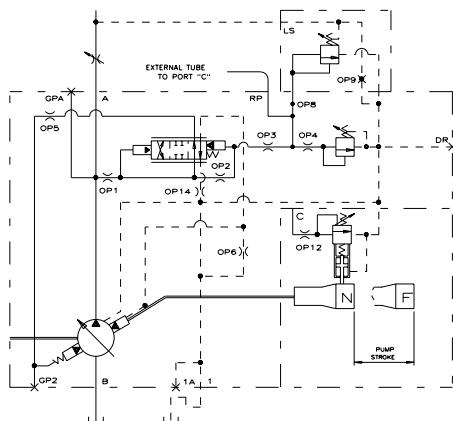 LS
EXTERNAL TUBE
TO PORT "C"
OP9
GPA
A
RP
OP8
OP5
OP3
OP4
DR
OP1
OP14
OP2
C
OP6
OP12
N
F
PUMP
STROKE
GP2
B
1A
1